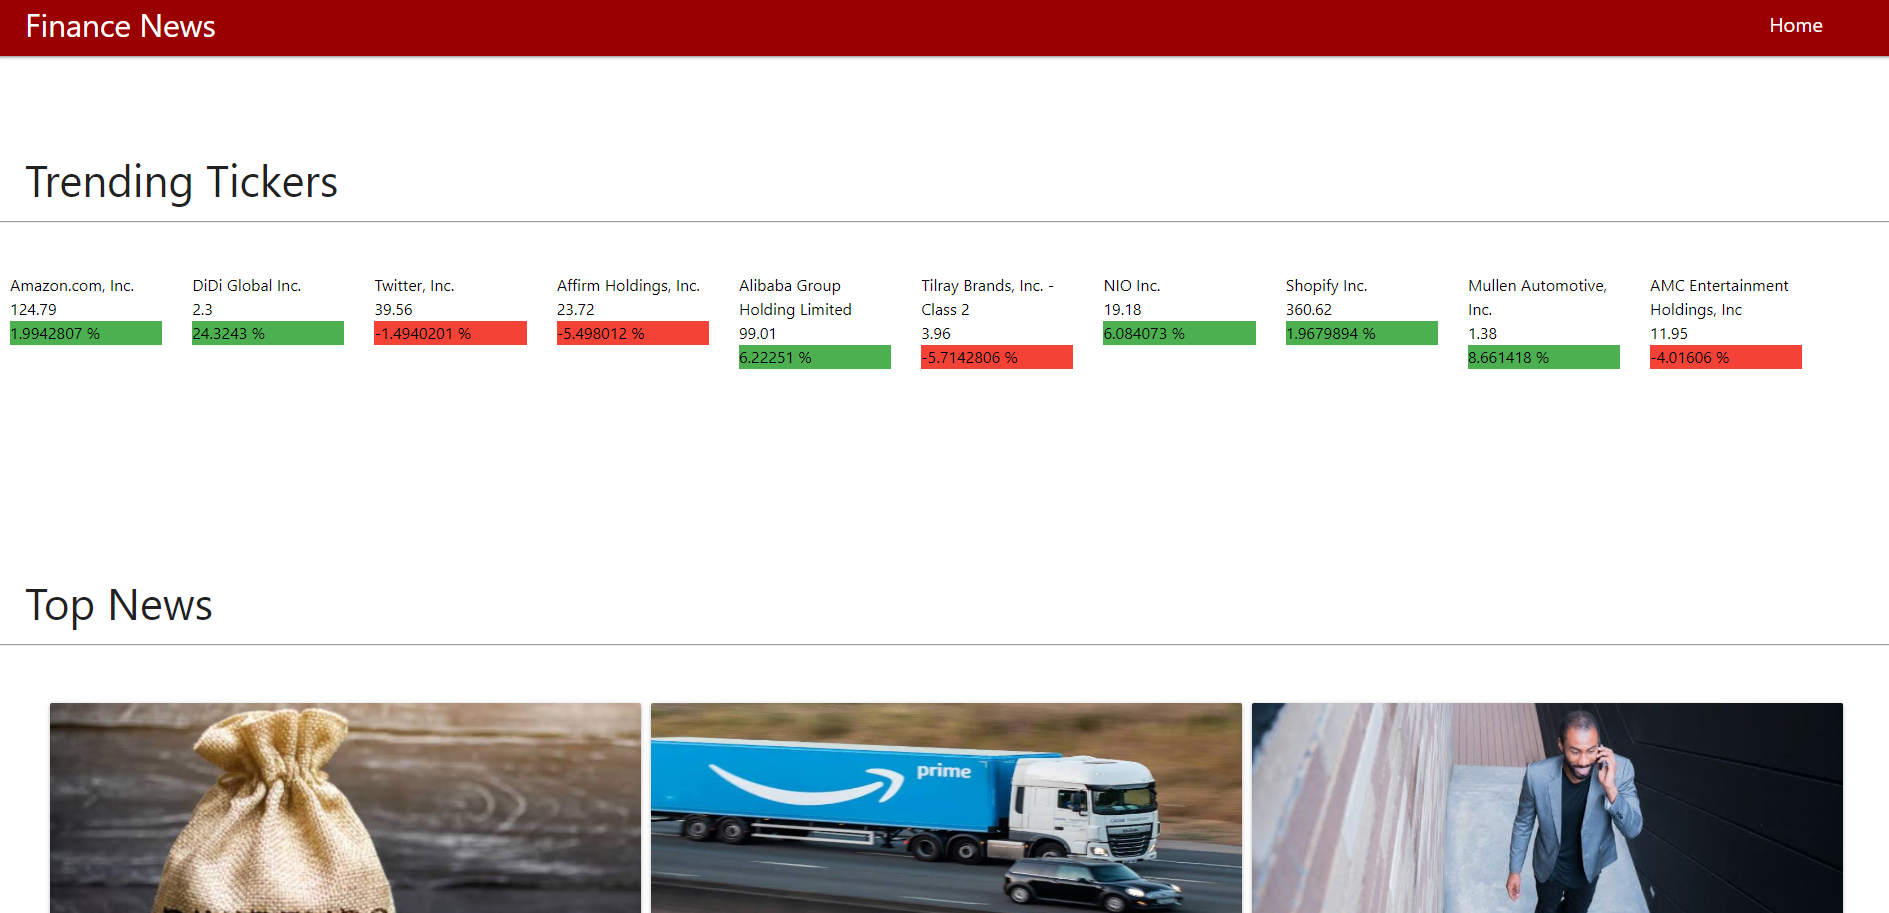 Finance News
Home
Trending Tickers
Amazon.com, Inc.
124.79
1.9942807 %
DiDi Global Inc.
2.3
24.3243 %
Twitter, Inc.
39.56
-1.4940201 %
Affirm Holdings, Inc.
23.72
-5.498012 %
Alibaba Group
Holding Limited
99.01
6.22251 %
Tilray Brands, Inc. -
Class 2
3.96
-5.7142806 %
NIO Inc.
19.18
6.084073 %
Shopify Inc.
360.62
1.9679894 %
Mullen Automotive,
Inc.
1.38
8.661418 %
AMC Entertainment
Holdings, Inc
11.95
-4.01606 %
Top News
prime